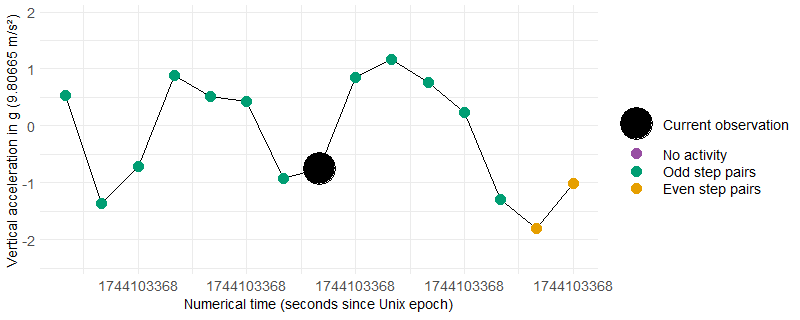 Vertical acceleration in g (9.80665 m/s²)
2
1
0
-1
-2
1744103368 1744103368 1744103368 1744103368 1744103368
Numerical time (seconds since Unix epoch)
Current observation
No activity
Odd step pairs
Even step pairs